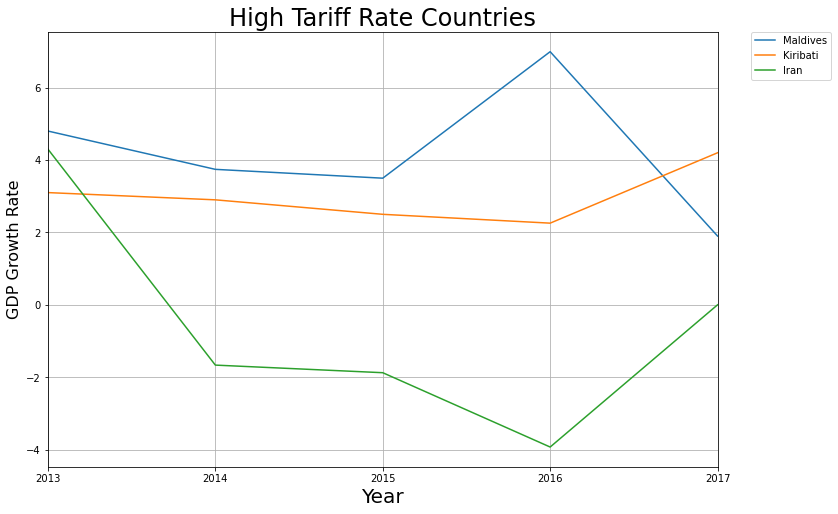 High Tariff Rate Countries
Maldives
Kiribati
Iran
GDP Growth Rate
6
4
2
0
−2
−4
2013 2014 2015 2016 2017
Year